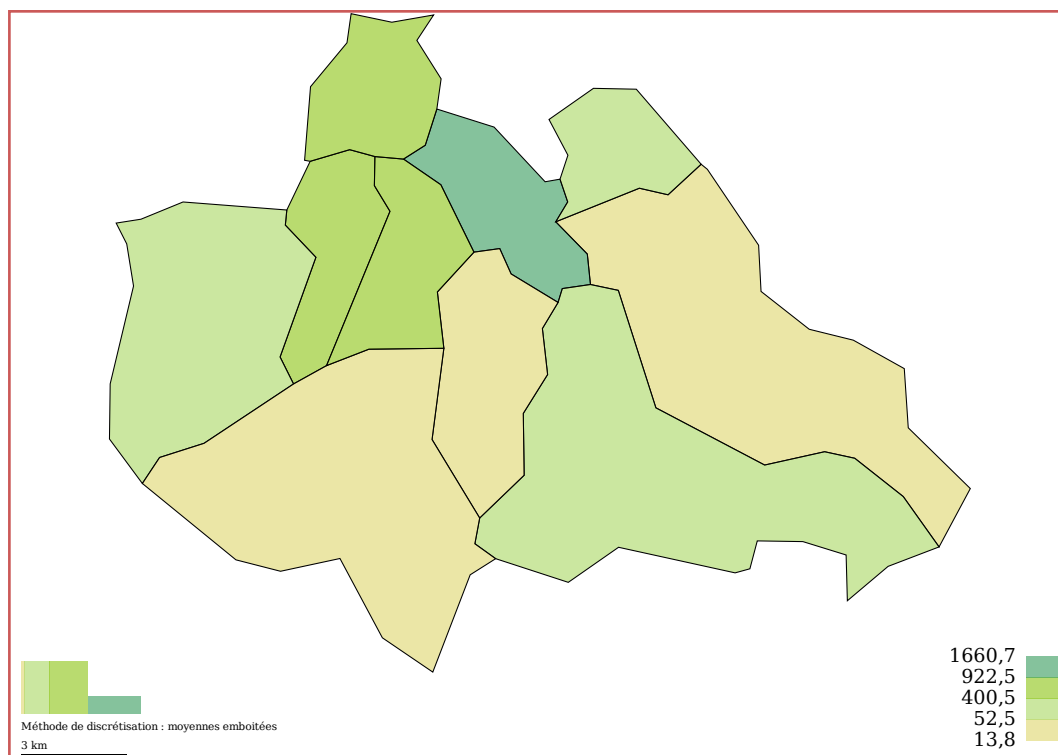 1660,7
922,5
400,5
52,5
13,8
Méthode de discrétisation : moyennes emboitées
3 km